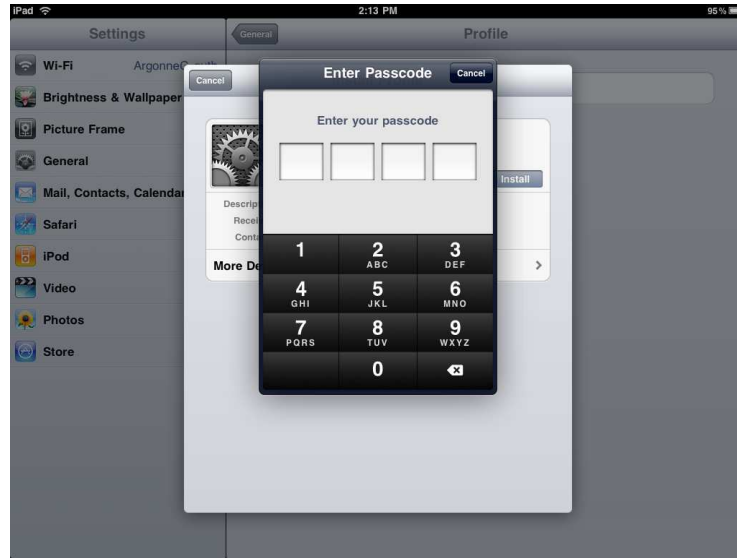 iPad 2:13 PM 95%
Settings
General
Profile
Wi-Fi
Brightness & Wallpaper
Picture Frame
General
Mail, Contacts,
Safari
iPod
Video
Photos
Store
Cancel
Install
More
Enter Passcode
Cancel
Enter your passcode
1
2
ABC
3
DEF
4
GHI
5
JKL
6
MNO
7
PQRS
8
TUV
9
WXYZ
0